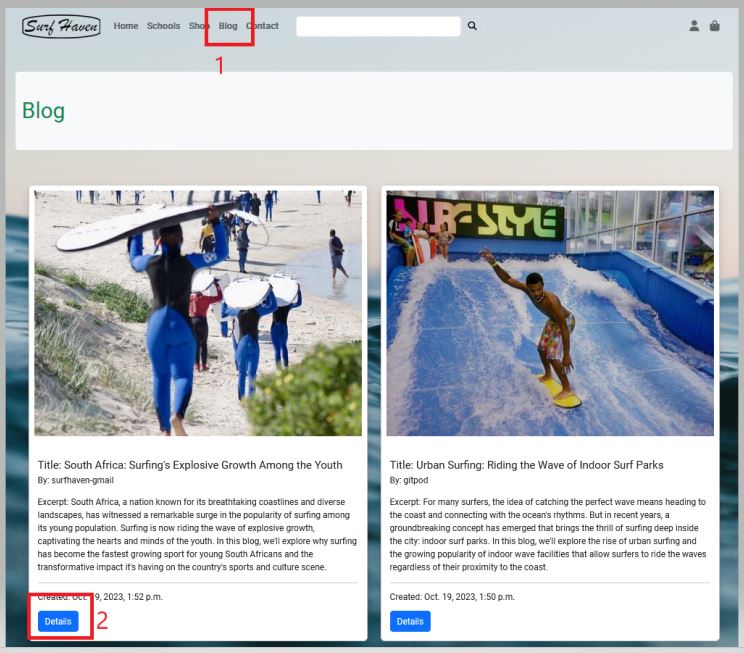 Surf Haven Home Schools Shop Blog Contact
1
Blog
SURF STYLE
Title: South Africa: Surfing's Explosive Growth Among the Youth
By: surfhaven-gmail
Excerpt: South Africa, a nation known for its breathtaking coastlines and diverse
landscapes, has witnessed a remarkable surge in the popularity of surfing among
its young population. Surfing is now riding the wave of explosive growth,
captivating the hearts and minds of the youth. In this blog, we'll explore why surfing
has become the fastest growing sport for young South Africans and the
transformative impact it's having on the country's sports and culture scene.
Created: Oct. 19, 2023, 1:52 p.m.
Details
2
Title: Urban Surfing: Riding the Wave of Indoor Surf Parks
By: gitpod
Excerpt: For many surfers, the idea of catching the perfect wave means heading to
the coast and connecting with the ocean's rhythms. But in recent years, a
groundbreaking concept has emerged that brings the thrill of surfing deep inside
the city: indoor surf parks. In this blog, we'll explore the rise of urban surfing and
the growing popularity of indoor wave facilities that allow surfers to ride the waves
regardless of their proximity to the coast.
Created: Oct. 19, 2023, 1:50 p.m.
Details